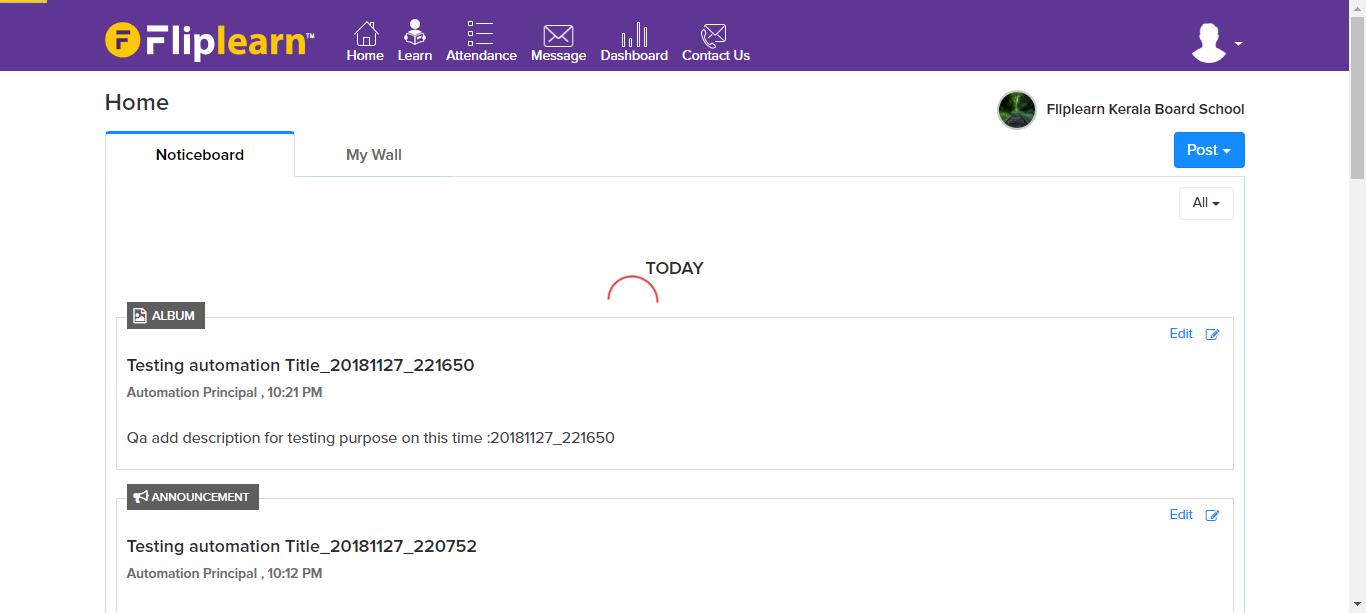 Fliplearn™
Home Learn Attendance Message Dashboard Contact Us
Home
Fliplearn Kerala Board School
Noticeboard My Wall
Post
All
TODAY
ALBUM
Edit
Testing automation Title_20181127_221650
Automation Principal , 10:21 PM
Qa add description for testing purpose on this time :20181127_221650
ANNOUNCEMENT
Edit
Testing automation Title_20181127_220752
Automation Principal , 10:12 PM